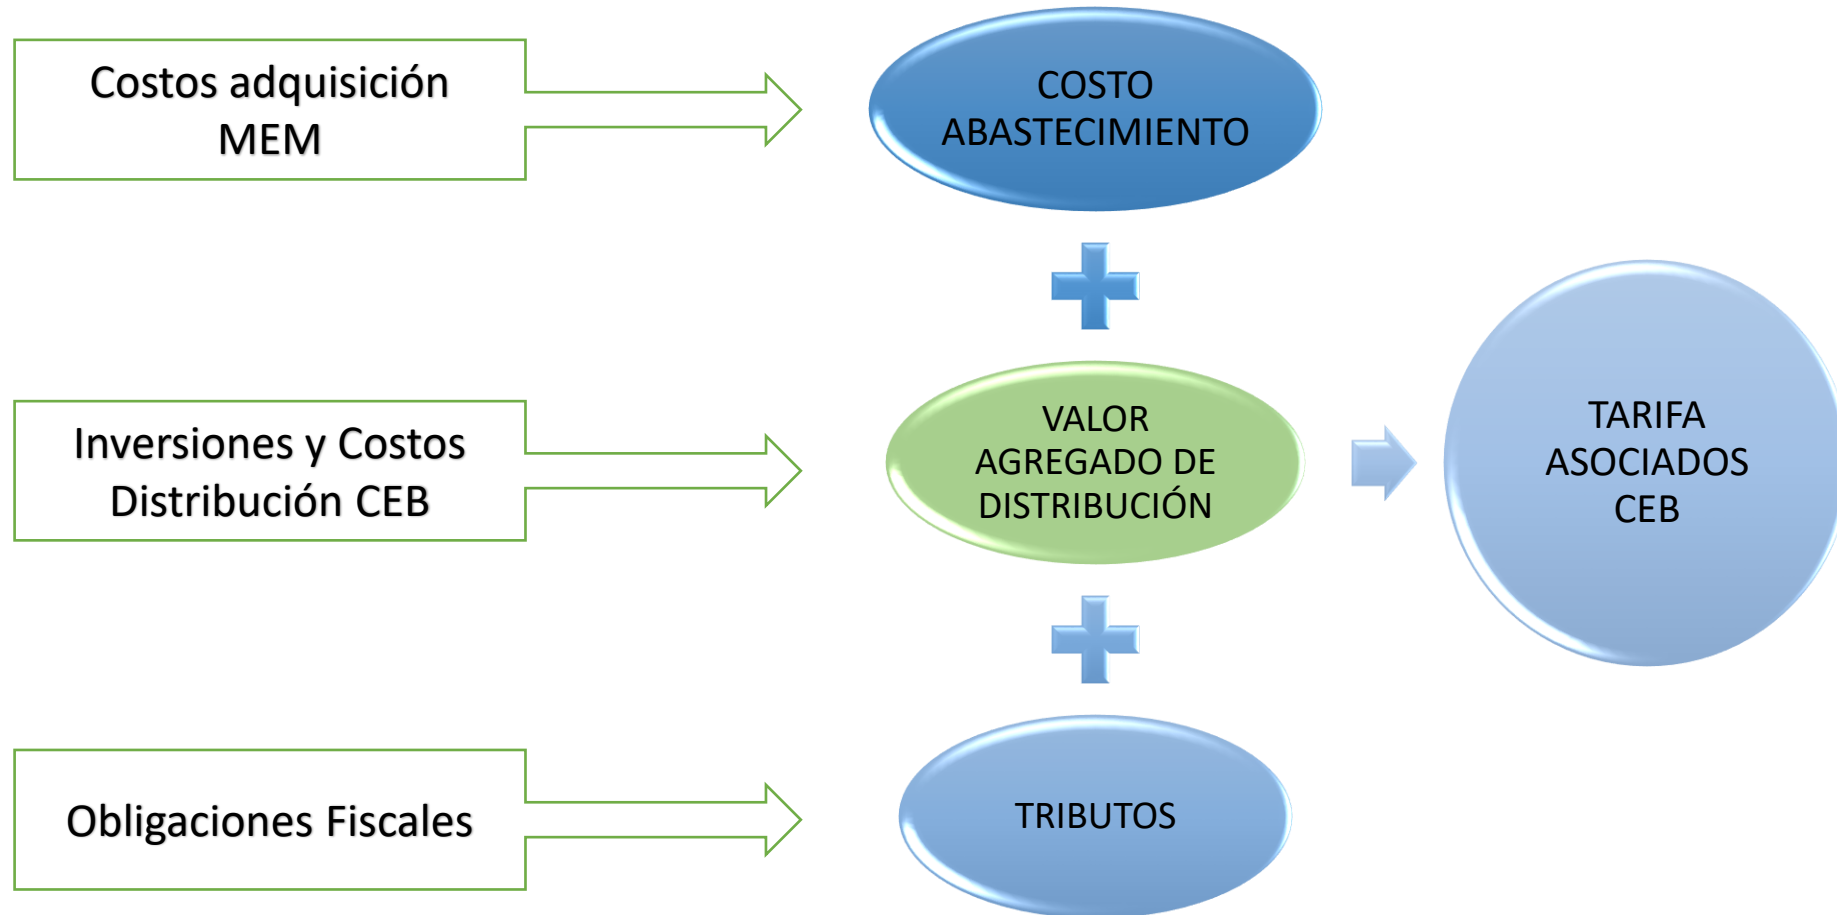 Costos adquisición
MEM
COSTO
ABASTECIMIENTO
Inversiones y Costos
Distribución CEB
VALOR
AGREGADO DE
DISTRIBUCIÓN
TARIFA
ASOCIADOS
CEB
Obligaciones Fiscales
TRIBUTOS